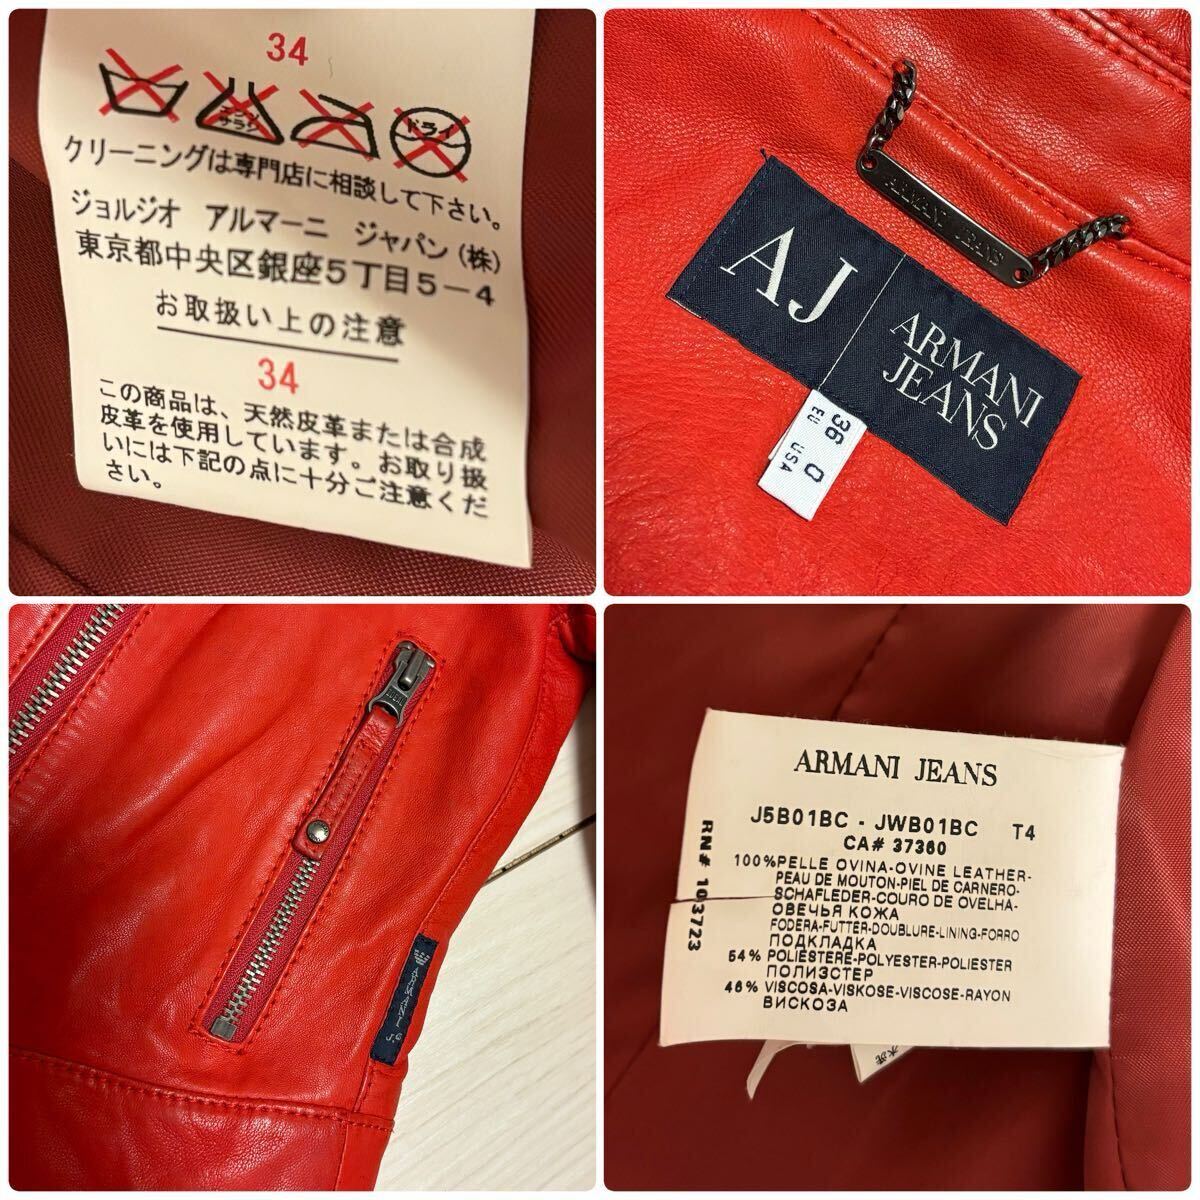 34
エンソ
サラシ
ドライ
クリーニングは専門店に相談して下さい。
ジョルジオ アルマーニ ジャパン(株)
東京都中央区銀座5丁目5-4
お取扱い上の注意
34
この商品は、天然皮革または合成
皮革を使用しています。お取り扱
いには下記の点に十分ご注意くだ
さい。
ARMANI JEANS
AJ
ARMANI
JEANS
36 0
EU USA
ARMANI JEANS
J5B01BC - JWB01BC T4
CA# 37360
RN# 103723
100%PELLE OVINA-OVINE LEATHER-
PEAU DE MOUTON-PIEL DE CARNERO-
SCHAFLEDER-COURO DE OVELHA-
ОВЕЧЬЯ КОЖА
FODERA-FUTTER-DOUBLURE-LINING-FORRO
ПОДКЛАДКА
54% POLIESTERE-POLYESTER-POLIESTER
ПОЛИЭСТЕР
46% VISCOSA-VISKOSE-VISCOSE-RAYON
ВИСКОЗА
水洗